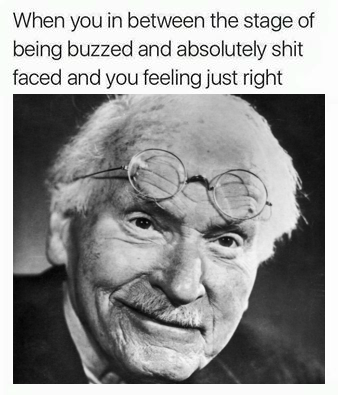 When you in between the stage of
being buzzed and absolutely shit
faced and you feeling just right